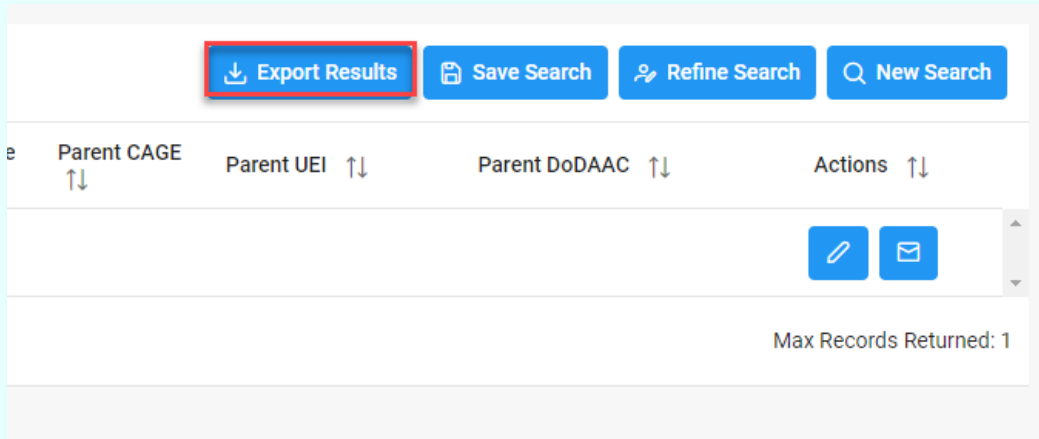 Export Results Save Search Refine Search New Search
e Parent CAGE Parent UEI Parent DoDAAC Actions
Max Records Returned: 1